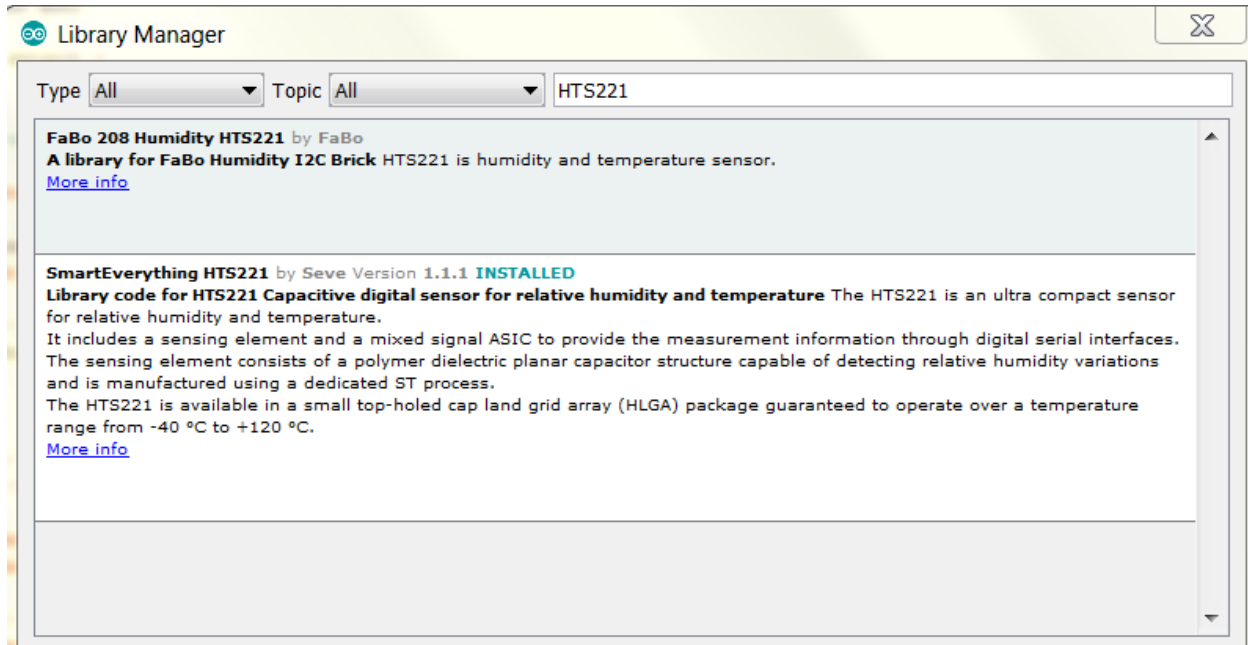 Library Manager
Type All Topic All HTS221
FaBo 208 Humidity HTS221 by FaBo
A library for FaBo Humidity I2C Brick HTS221 is humidity and temperature sensor.
More info
SmartEverything HTS221 by Seve Version 1.1.1 INSTALLED
Library code for HTS221 Capacitive digital sensor for relative humidity and temperature The HTS221 is an ultra compact sensor
for relative humidity and temperature.
It includes a sensing element and a mixed signal ASIC to provide the measurement information through digital serial interfaces.
The sensing element consists of a polymer dielectric planar capacitor structure capable of detecting relative humidity variations
and is manufactured using a dedicated ST process.
The HTS221 is available in a small top-holed cap land grid array (HLGA) package guaranteed to operate over a temperature
range from -40 °C to +120 °C.
More info